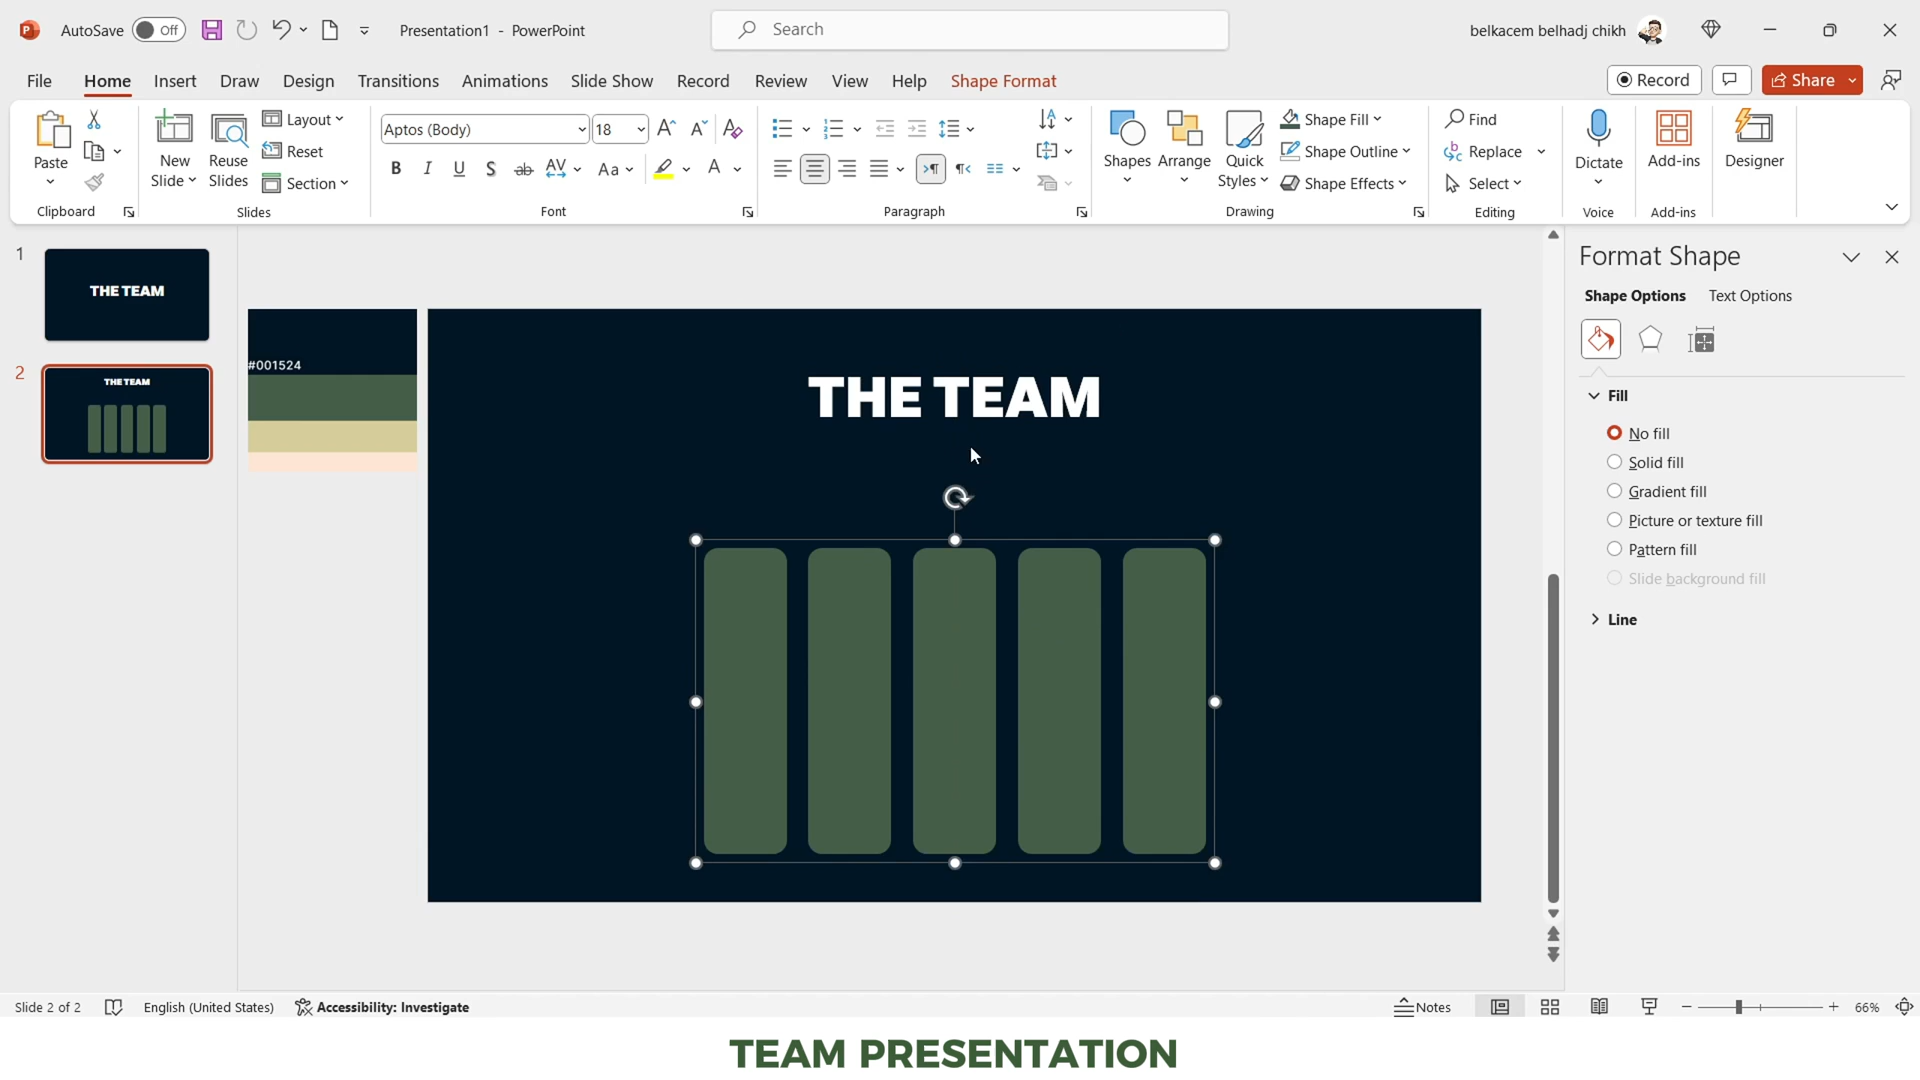 AutoSave Off Presentation1 - PowerPoint Search belkacem belhadj chikh
File Home Insert Draw Design Transitions Animations Slide Show Record Review View Help Shape Format Record Share
Paste
Clipboard
New Slide
Reuse Slides
Layout
Reset
Section
Slides
Aptos (Body) 18
B I U S ab AV Aa A
Font
Paragraph
Shapes
Arrange
Quick Styles
Shape Fill
Shape Outline
Shape Effects
Drawing
Find
Replace
Select
Editing
Dictate
Voice
Add-ins
Add-ins
Designer
1
THE TEAM
2
THE TEAM
#001524
THE TEAM
Format Shape
Shape Options Text Options
Fill
No fill
Solid fill
Gradient fill
Picture or texture fill
Pattern fill
Slide background fill
Line
Slide 2 of 2 English (United States) Accessibility: Investigate Notes 66%
TEAM PRESENTATION